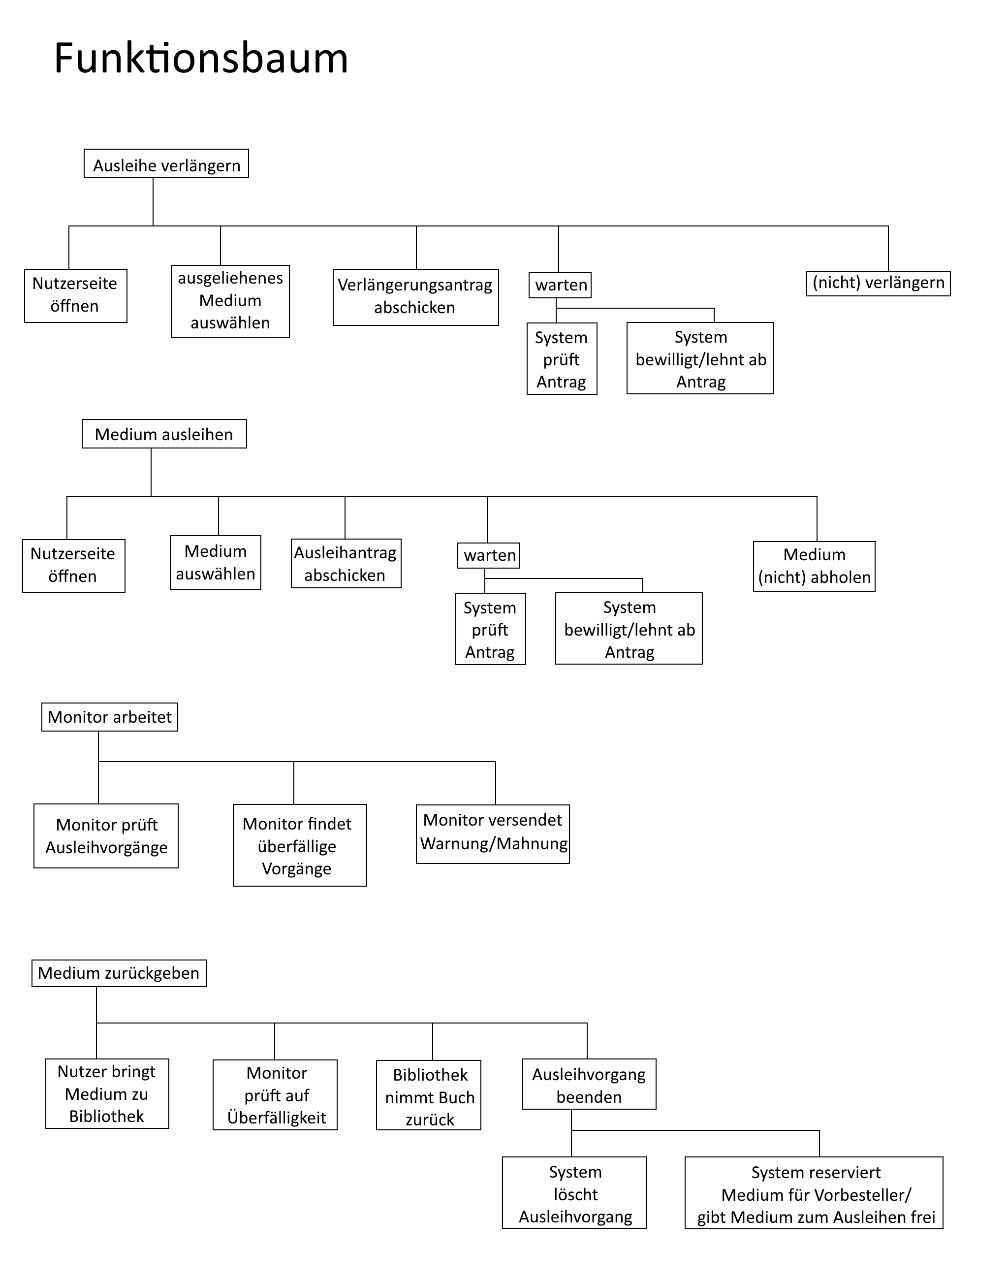 Funktionsbaum
Ausleihe verlängern
Nutzerseite
öffnen
ausgeliehenes
Medium
auswählen
Verlängerungsantrag
abschicken
warten
(nicht) verlängern
System
prüft
Antrag
System
bewilligt/lehnt ab
Antrag
Medium ausleihen
Nutzerseite
öffnen
Medium
auswählen
Ausleihantrag
abschicken
warten
Medium
(nicht) abholen
System
prüft
Antrag
System
bewilligt/lehnt ab
Antrag
Monitor arbeitet
Monitor prüft
Ausleihvorgänge
Monitor findet
überfällige
Vorgänge
Monitor versendet
Warnung/Mahnung
Medium zurückgeben
Nutzer bringt
Medium zu
Bibliothek
Monitor
prüft auf
Überfälligkeit
Bibliothek
nimmt Buch
zurück
Ausleihvorgang
beenden
System
löscht
Ausleihvorgang
System reserviert
Medium für Vorbesteller/
gibt Medium zum Ausleihen frei